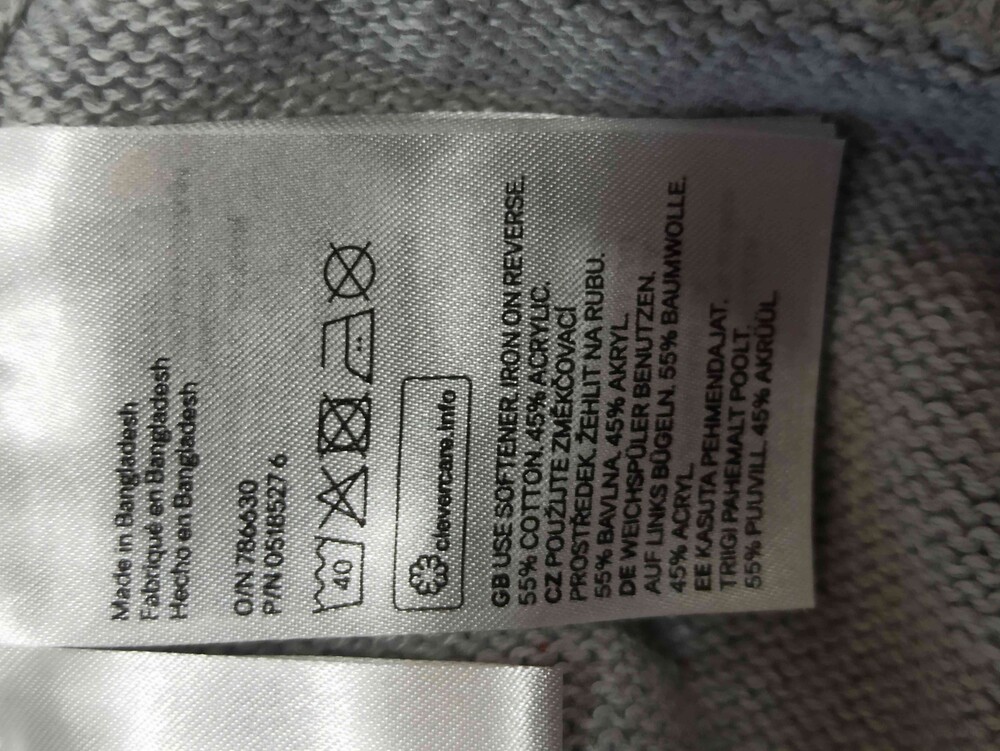 Made in Bangladesh
Fabriqué en Bangladesh
Hecho en Bangladesh
O/N 786630
P/N 0518527 6
40
clevercare.info
GB USE SOFTENER. IRON ON REVERSE.
55% COTTON. 45% ACRYLIC.
CZ POUŽIJTE ZMĚKČOVACÍ
PROSTŘEDEK. ŽEHLIT NA RUBU.
55% BAVLNA. 45% AKRYL.
DE WEICHSPÜLER BENUTZEN.
AUF LINKS BÜGELN. 55% BAUMWOLLE.
45% ACRYL.
EE KASUTA PEHMENDAJAT.
TRIIGI PAHEMALT POOLT.
55% PUUVILL. 45% AKRÜÜL